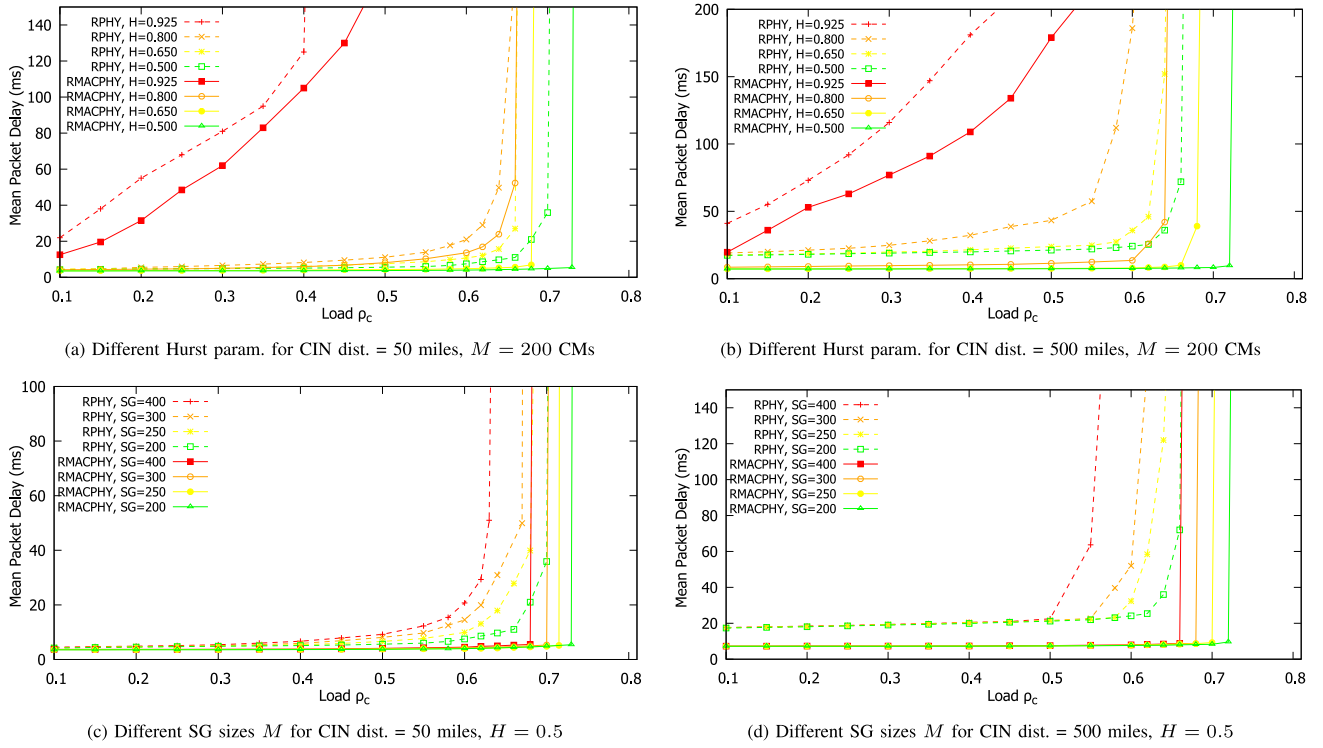 Mean Packet Delay (ms)
140
120
100
80
60
40
20
0
RPHY, H=0.925
RPHY, H=0.800
RPHY, H=0.650
RPHY, H=0.500
RMACPHY, H=0.925
RMACPHY, H=0.800
RMACPHY, H=0.650
RMACPHY, H=0.500
0.1 0.2 0.3 0.4 0.5 0.6 0.7 0.8
Load ρc
(a) Different Hurst param. for CIN dist. = 50 miles, M = 200 CMs
Mean Packet Delay (ms)
200
150
100
50
0
RPHY, H=0.925
RPHY, H=0.800
RPHY, H=0.650
RPHY, H=0.500
RMACPHY, H=0.925
RMACPHY, H=0.800
RMACPHY, H=0.650
RMACPHY, H=0.500
0.1 0.2 0.3 0.4 0.5 0.6 0.7 0.8
Load ρc
(b) Different Hurst param. for CIN dist. = 500 miles, M = 200 CMs
Mean Packet Delay (ms)
100
80
60
40
20
0
RPHY, SG=400
RPHY, SG=300
RPHY, SG=250
RPHY, SG=200
RMACPHY, SG=400
RMACPHY, SG=300
RMACPHY, SG=250
RMACPHY, SG=200
0.1 0.2 0.3 0.4 0.5 0.6 0.7 0.8
Load ρc
(c) Different SG sizes M for CIN dist. = 50 miles, H = 0.5
Mean Packet Delay (ms)
140
120
100
80
60
40
20
0
RPHY, SG=400
RPHY, SG=300
RPHY, SG=250
RPHY, SG=200
RMACPHY, SG=400
RMACPHY, SG=300
RMACPHY, SG=250
RMACPHY, SG=200
0.1 0.2 0.3 0.4 0.5 0.6 0.7 0.8
Load ρc
(d) Different SG sizes M for CIN dist. = 500 miles, H = 0.5